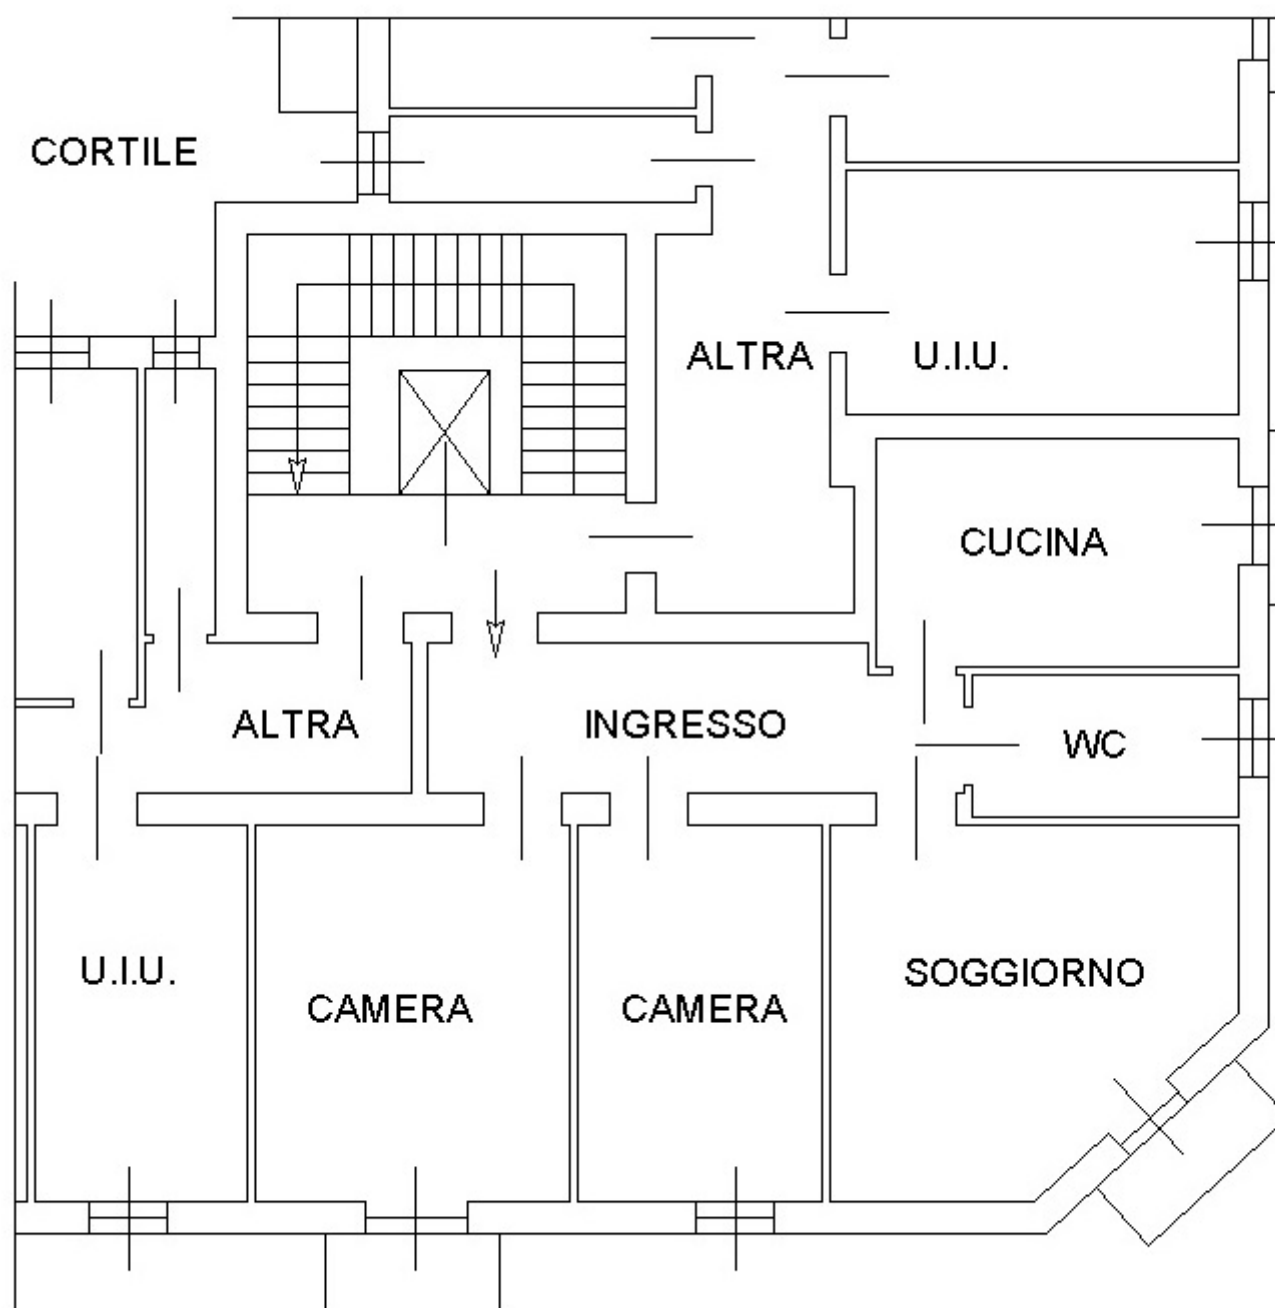 CORTILE
ALTRA U.I.U.
CUCINA
ALTRA INGRESSO WC
U.I.U. CAMERA CAMERA SOGGIORNO